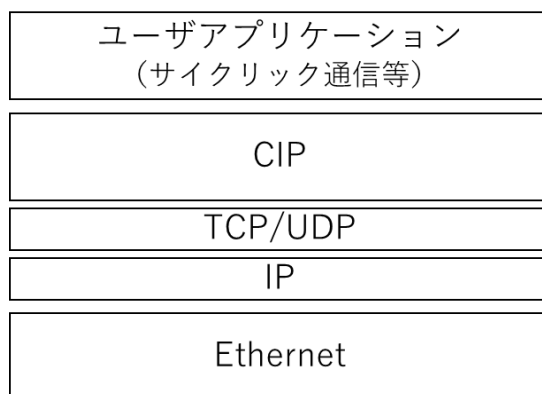 ユーザアプリケーション
（サイクリック通信等）
CIP
TCP/UDP
IP
Ethernet